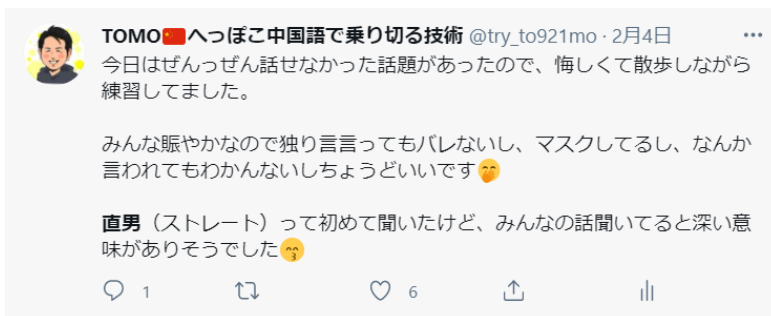 TOMO🇨🇳へっぽこ中国語で乗り切る技術 @try_to921mo · 2月4日
今日はぜんっぜん話せなかった話題があったので、悔しくて散歩しながら
練習してました。
みんな賑やかなので独り言言ってもバレないし、マスクしてるし、なんか
言われてもわかんないしちょうどいいです🤭
直男（ストレート）って初めて聞いたけど、みんなの話聞いてると深い意
味がありそうでした😙
1 6